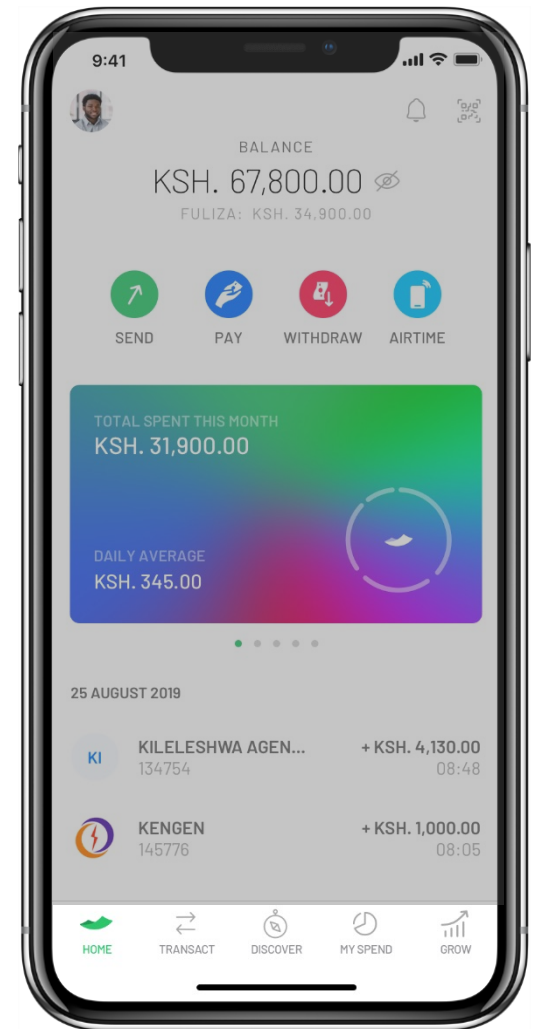 9:41
BALANCE
KSH. 67,800.00
FULIZA: KSH. 34.900.00
SEND PAY WITHDRAW AIRTIME
TOTAL SPENT THIS MONTH
KSH. 31,900.00
DAILY AVERAGE
KSH. 345.00
25 AUGUST 2019
KI KILELESHWA AGEN... + KSH. 4,130.00
134754 08:48
KENGEN + KSH. 1,000.00
145776 08:05
HOME TRANSACT DISCOVER MY SPEND GROW